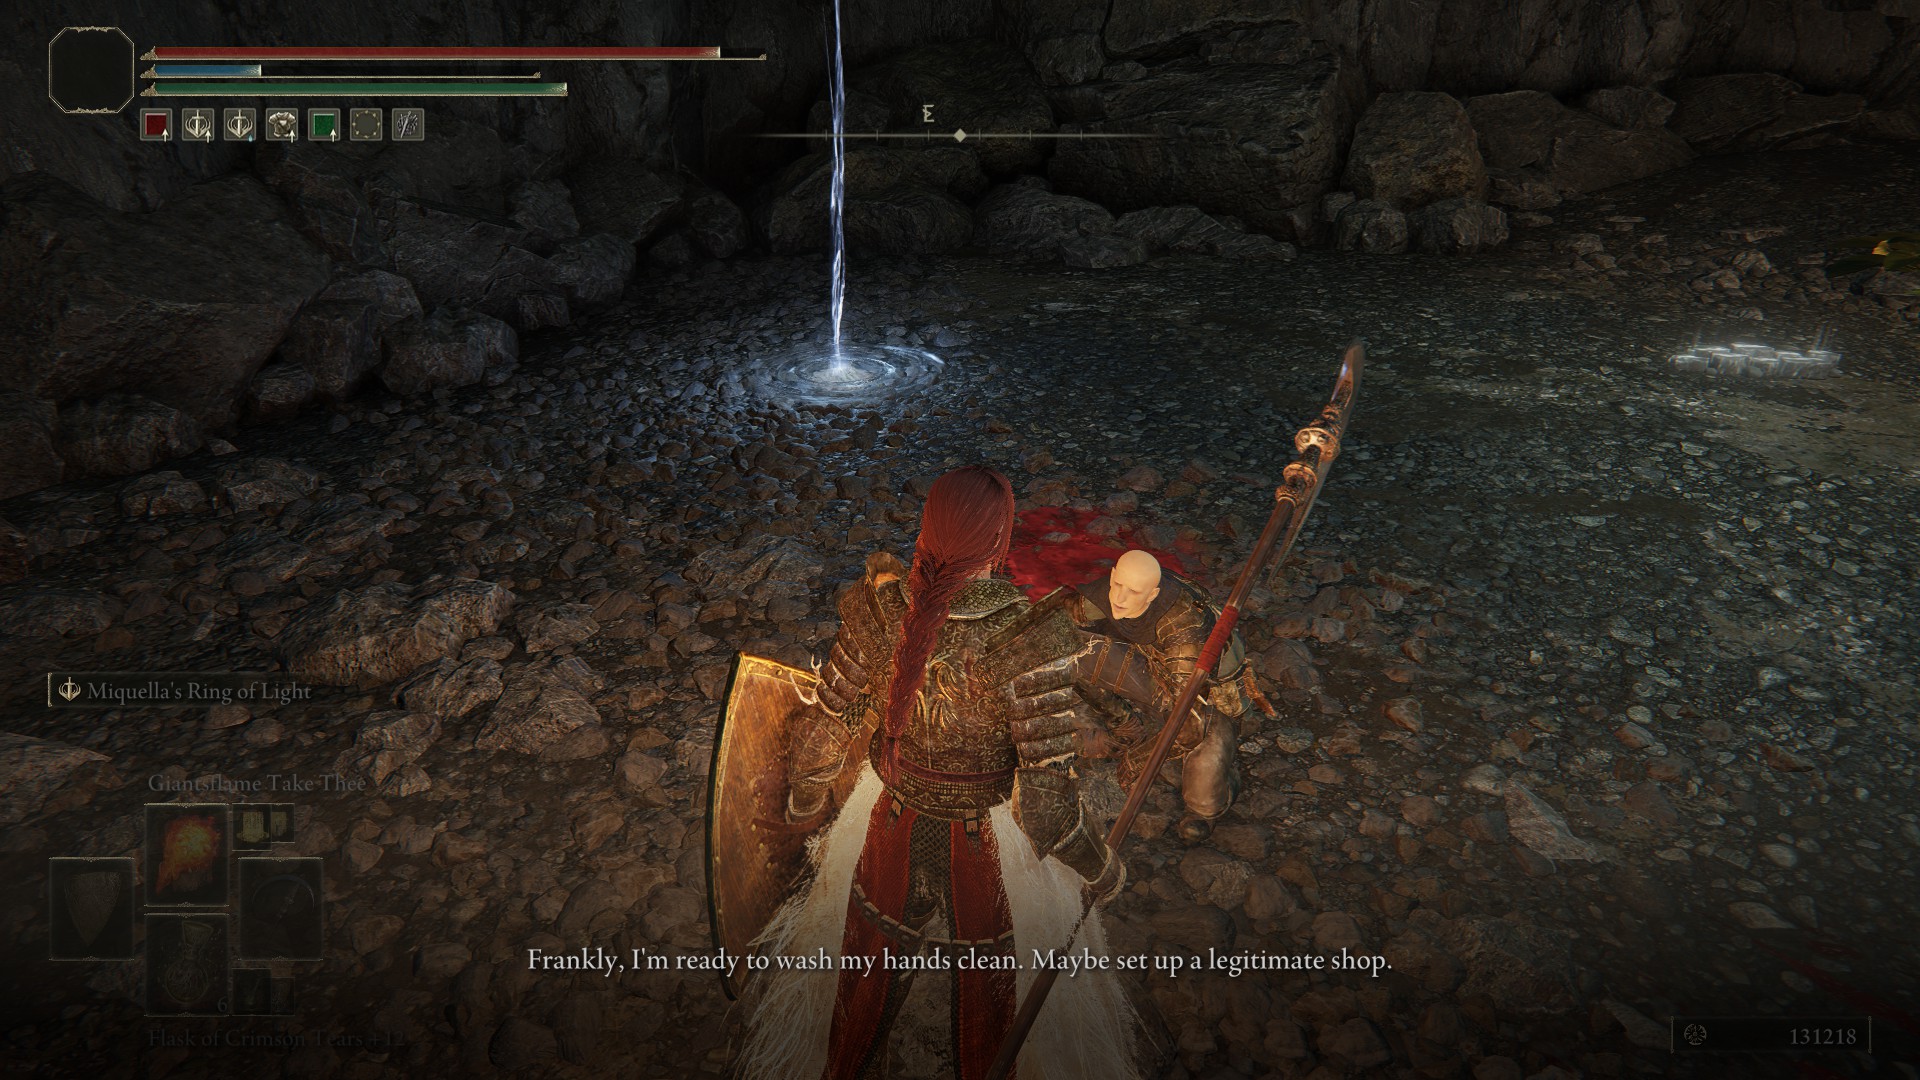 E
Miquella's Ring of Light
Giantsflame Take Thee
6
Flask of Crimson Tears +12
Frankly, I'm ready to wash my hands clean. Maybe set up a legitimate shop.
131218